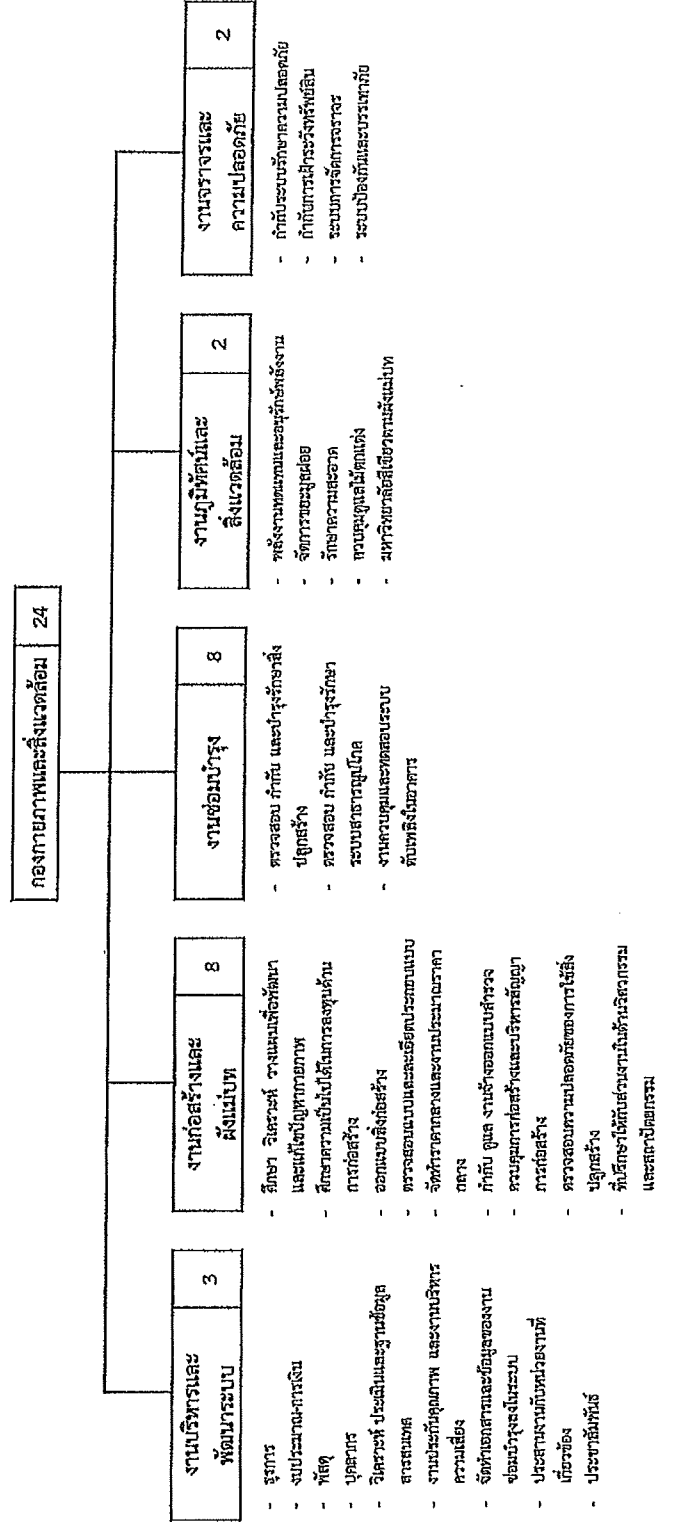 กองกายภาพและสิ่งแวดล้อม 24
งานบริหารและ
พัฒนาระบบ
3
- ธุรการ
- งบประมาณ-การเงิน
- พัสดุ
- บุคลากร
- วิเคราะห์ ประเมินและฐานข้อมูล
สารสนเทศ
- งานประกันคุณภาพ และงานบริหาร
ความเสี่ยง
- จัดทำเอกสารและข้อมูลของงาน
ซ่อมบำรุงลงในระบบ
- ประสานงานกับหน่วยงานที่
เกี่ยวข้อง
- ประชาสัมพันธ์
งานก่อสร้างและ
ผังแม่บท
8
- ศึกษา วิเคราะห์ วางแผนเพื่อพัฒนา
และแก้ไขปัญหากายภาพ
- ศึกษาความเป็นไปได้ในการลงทุนด้าน
การก่อสร้าง
- ออกแบบสิ่งก่อสร้าง
- ตรวจสอบแบบและละเอียดประกอบแบบ
- จัดทำราคากลางและงานประมาณราคา
กลาง
- กำกับ ดูแล งานจ้างออกแบบสำรวจ
- ควบคุมการก่อสร้างและบริหารสัญญา
การก่อสร้าง
- ตรวจสอบความปลอดภัยของการใช้สิ่ง
ปลูกสร้าง
- ที่ปรึกษาให้กับส่วนงานในด้านวิศวกรรม
และสถาปัตยกรรม
งานซ่อมบำรุง
8
- ตรวจสอบ กำกับ และบำรุงรักษาสิ่ง
ปลูกสร้าง
- ตรวจสอบ กำกับ และบำรุงรักษา
ระบบสาธารณูปโภค
- งานควบคุมและทดสอบระบบ
ดับเพลิงในอาคาร
งานภูมิทัศน์และ
สิ่งแวดล้อม
2
- พลังงานทดแทนและอนุรักษ์พลังงาน
- จัดการขยะมูลฝอย
- รักษาความสะอาด
- ควบคุมดูแลไม้ตกแต่ง
- มหาวิทยาลัยสีเขียวตามผังแม่บท
งานจราจรและ
ความปลอดภัย
2
- กำกับระบบรักษาความปลอดภัย
- กำกับการเฝ้าระวังทรัพย์สิน
- ระบบการจัดการจราจร
- ระบบป้องกันและบรรเทาภัย